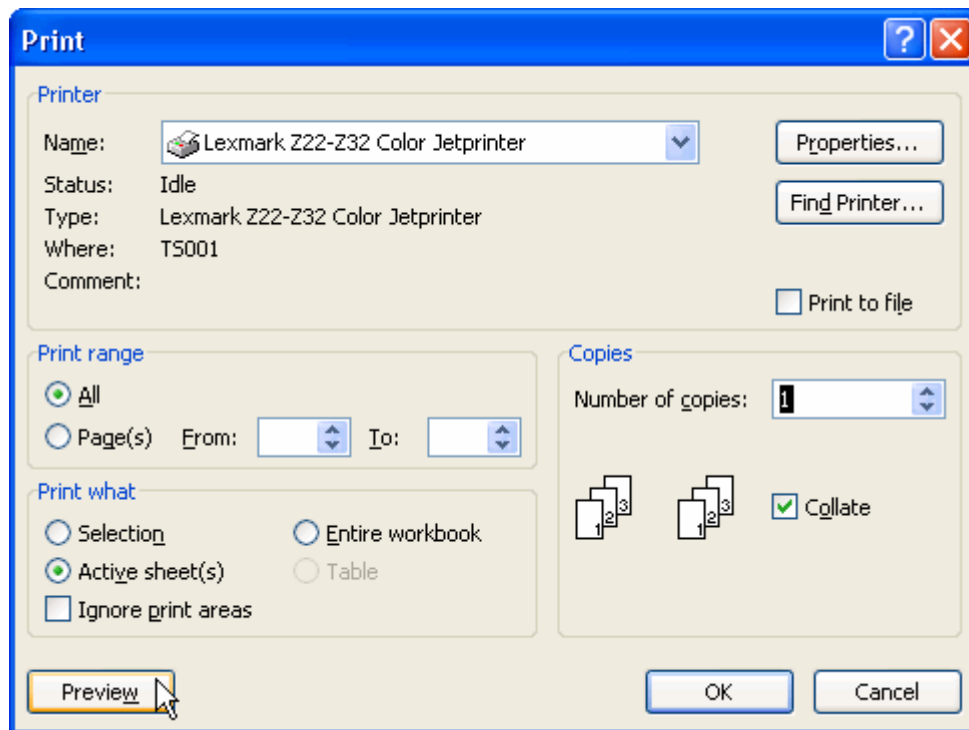 Print
Printer
Name: Lexmark Z22-Z32 Color Jetprinter Properties...
Status: Idle
Find Printer...
Type: Lexmark Z22-Z32 Color Jetprinter
Where: TS001
Comment:
Print to file
Print range
All
Page(s) From: To:
Copies
Number of copies: 1
1 2 3 1 2 3 Collate
Print what
Selection Entire workbook
Active sheet(s) Table
Ignore print areas
Preview OK Cancel